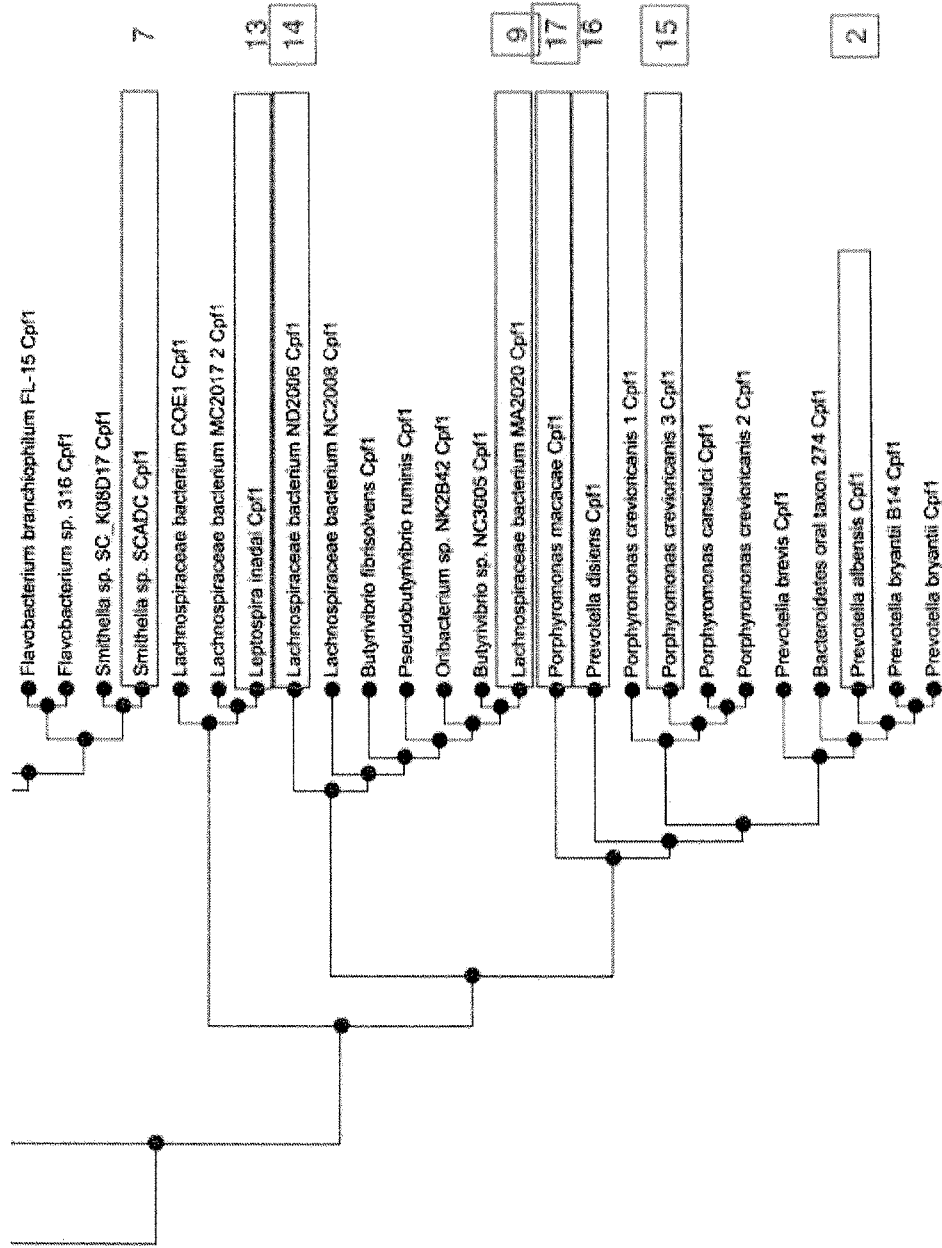 Flavobacterium branchiophilum FL-15 Cpf1
Flavobacterium sp. 316 Cpf1
Smithella sp. SC_K08D17 Cpf1
Smithella sp. SCADC Cpf1 7
Lachnospiraceae bacterium COE1 Cpf1
Lachnospiraceae bacterium MC2017 2 Cpf1
Leptospira inadai Cpf1 13
Lachnospiraceae bacterium ND2006 Cpf1 14
Lachnospiraceae bacterium NC2008 Cpf1
Butyrivibrio fibrisolvens Cpf1
Pseudobutyrivibrio ruminis Cpf1
Oribacterium sp. NK2B42 Cpf1
Butyrivibrio sp. NC3005 Cpf1
Lachnospiraceae bacterium MA2020 Cpf1 9
Porphyromonas macacae Cpf1 17
Prevotella disiens Cpf1 16
Porphyromonas crevioricanis 1 Cpf1
Porphyromonas crevioricanis 3 Cpf1 15
Porphyromonas cansulci Cpf1
Porphyromonas crevioricanis 2 Cpf1
Prevotella brevis Cpf1
Bacteroidetes oral taxon 274 Cpf1
Prevotella albensis Cpf1 2
Prevotella bryantii B14 Cpf1
Prevotella bryantii Cpf1